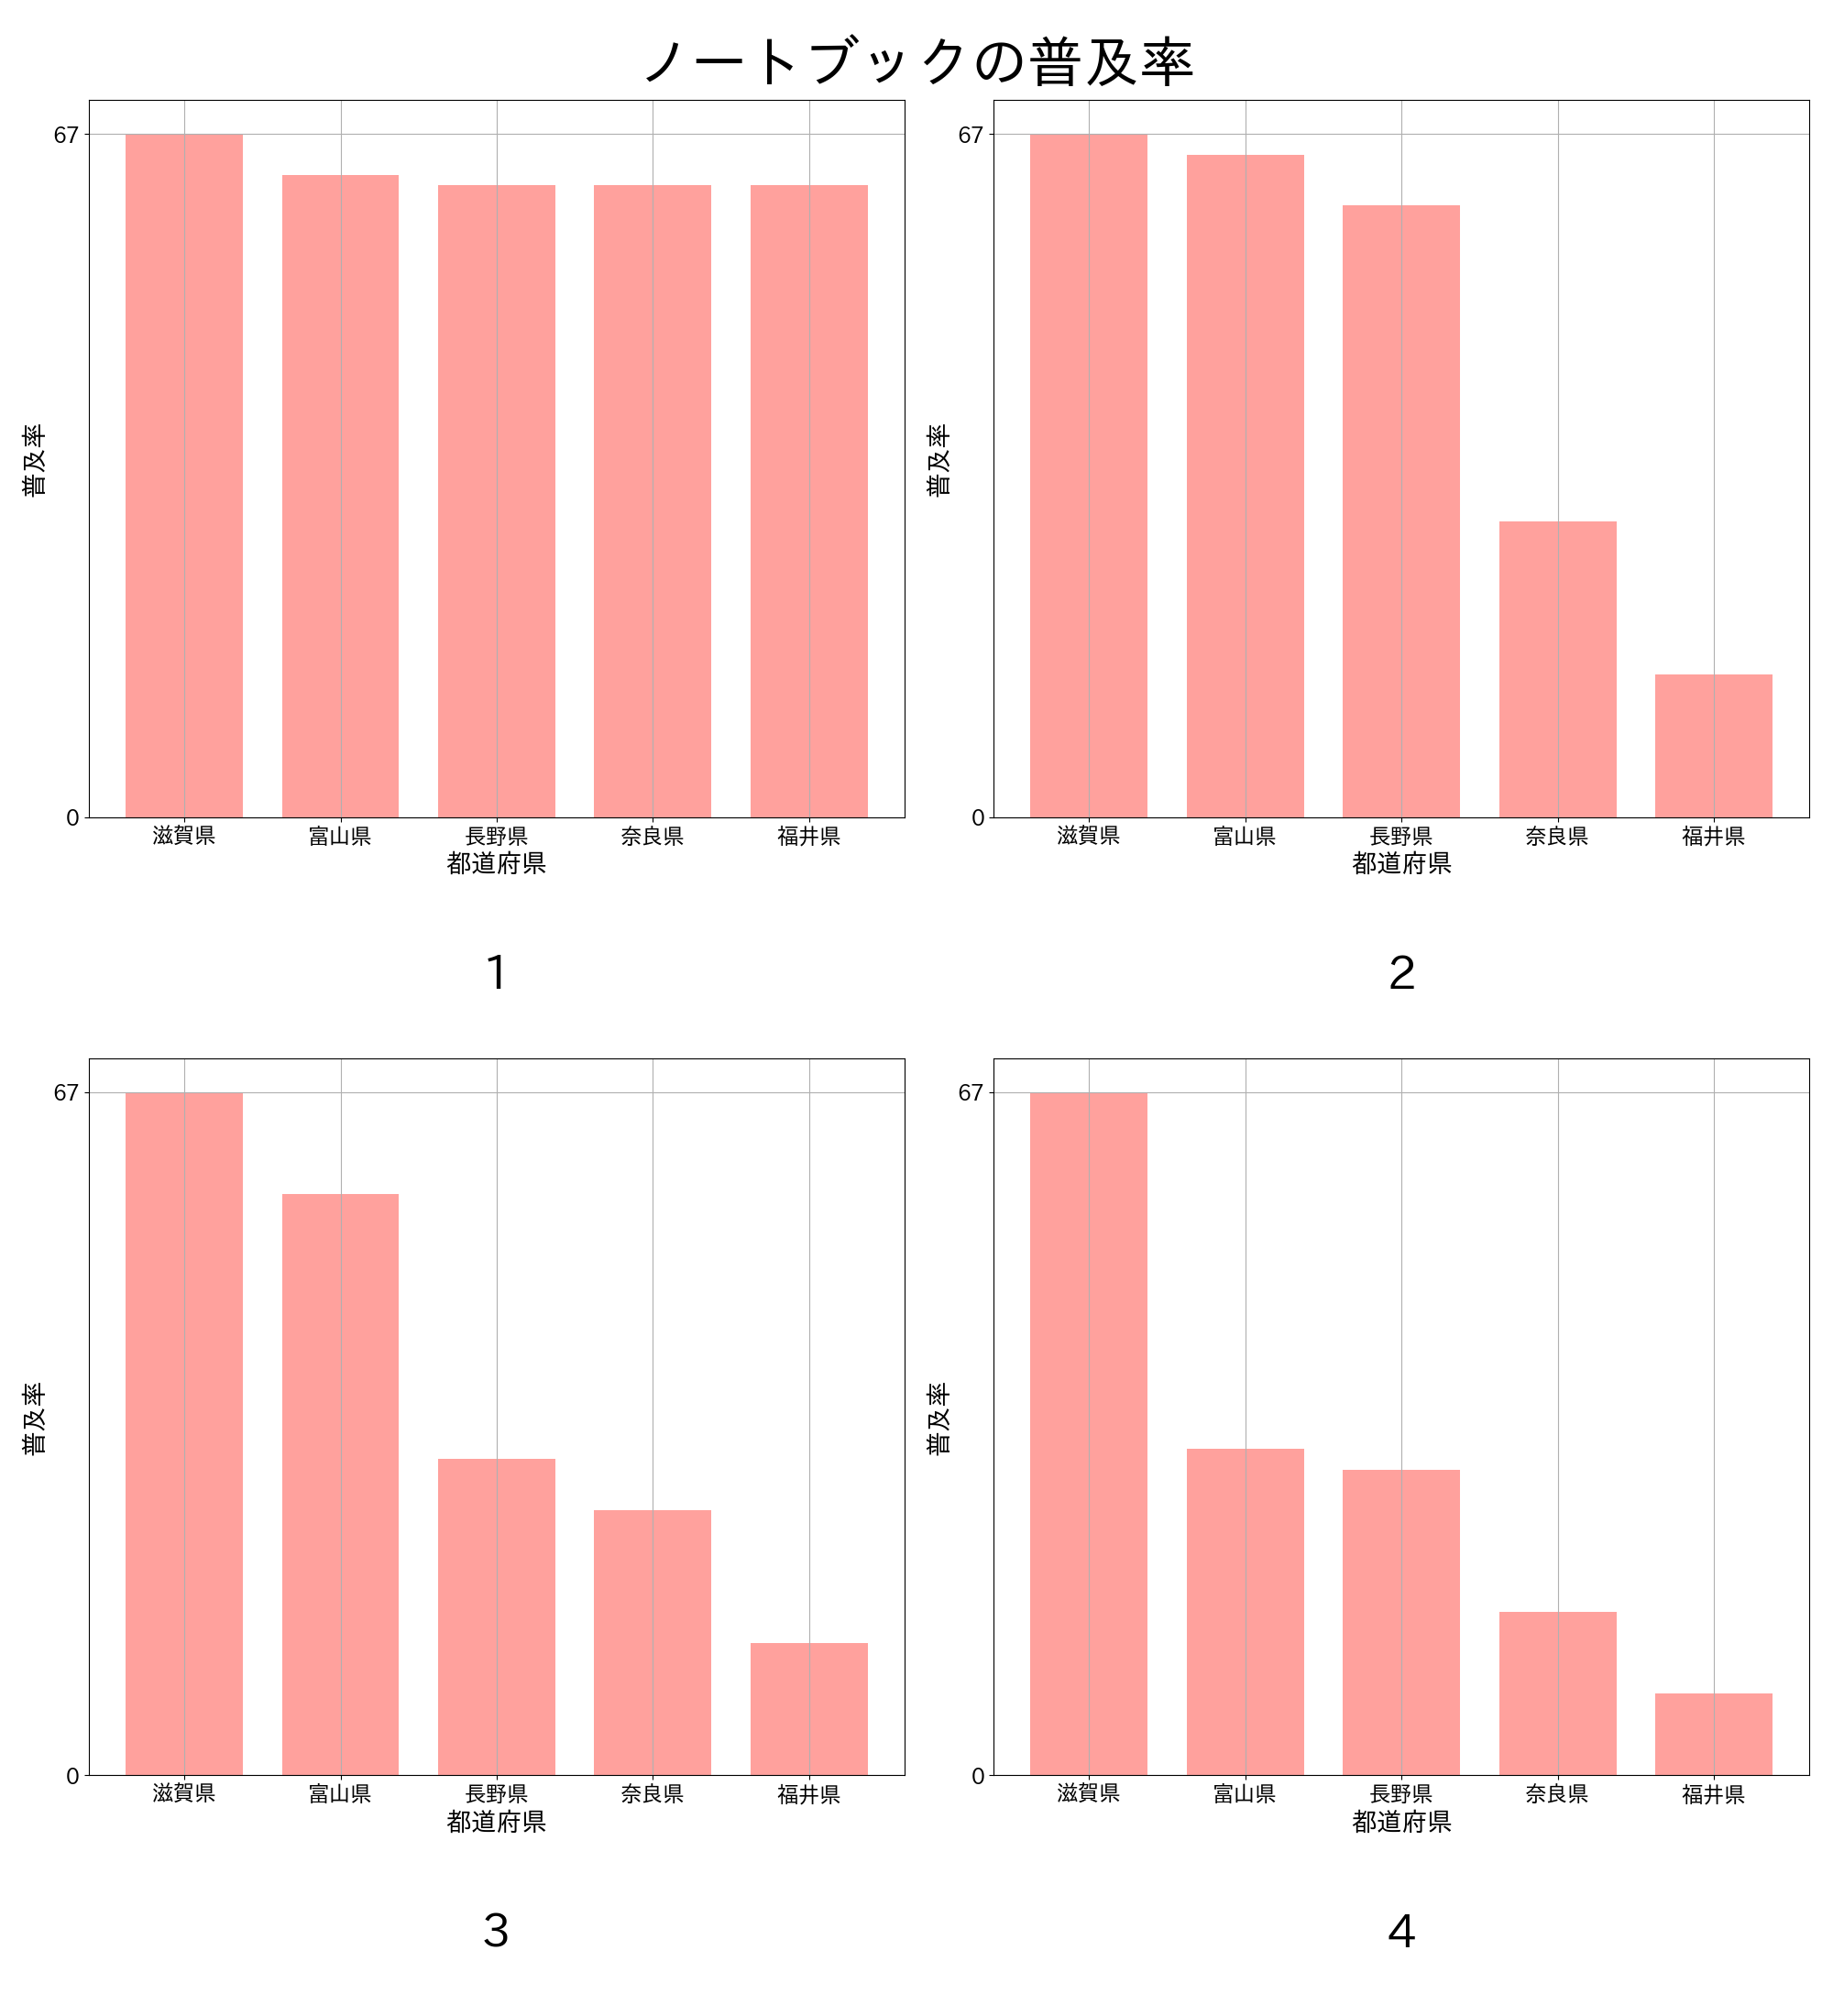 ノートブックの普及率
67
0
普及率
滋賀県 富山県 長野県 奈良県 福井県
都道府県
1
67
0
普及率
滋賀県 富山県 長野県 奈良県 福井県
都道府県
2
67
0
普及率
滋賀県 富山県 長野県 奈良県 福井県
都道府県
3
67
0
普及率
滋賀県 富山県 長野県 奈良県 福井県
都道府県
4